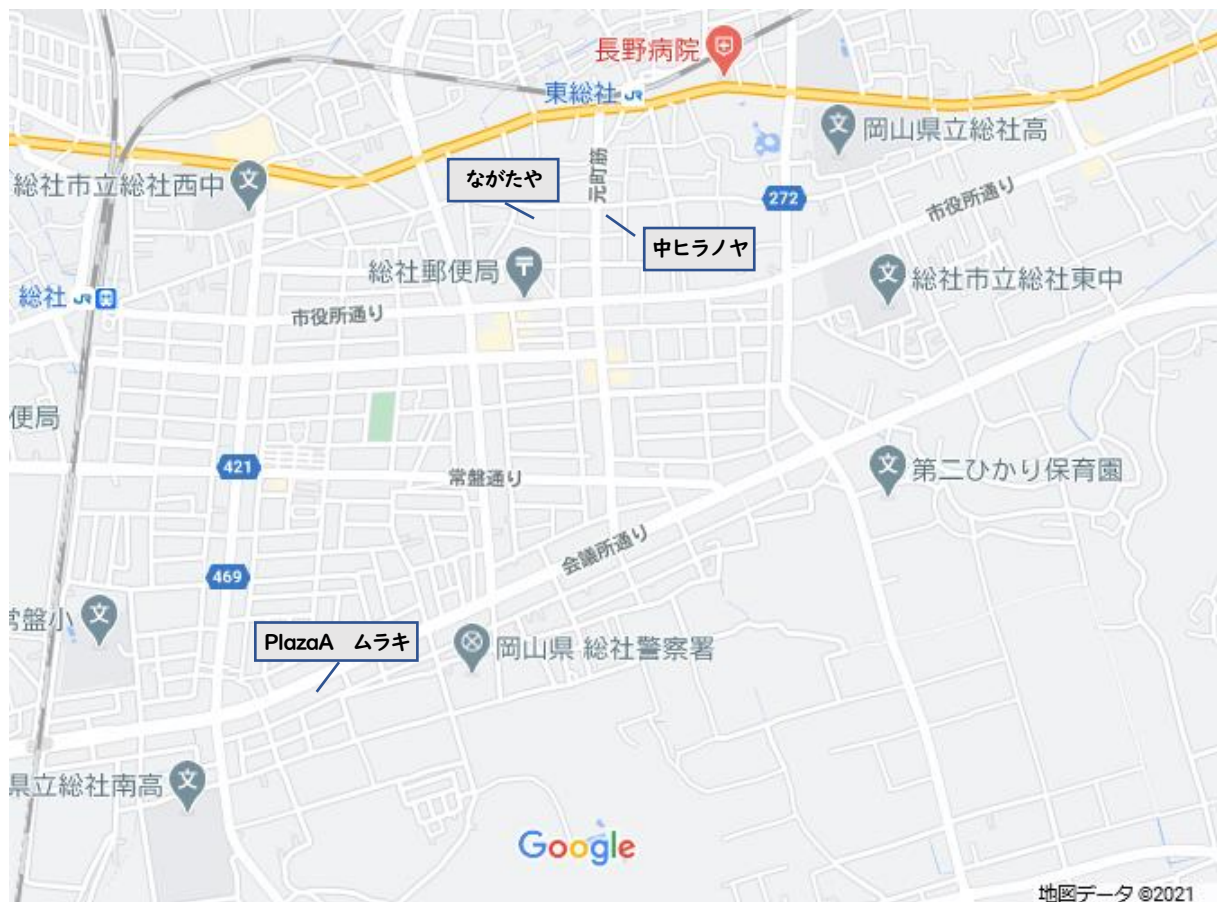 長野病院
東総社 JR
岡山県立総社高
総社市立総社西中
ながたや
元町筋
272
市役所通り
中ヒラノヤ
総社郵便局
総社市立総社東中
総社 JR
市役所通り
便局
421
常盤通り
第二ひかり保育園
会議所通り
469
常盤小
PlazaA ムラキ
岡山県 総社警察署
県立総社南高
Google
地図データ ©2021